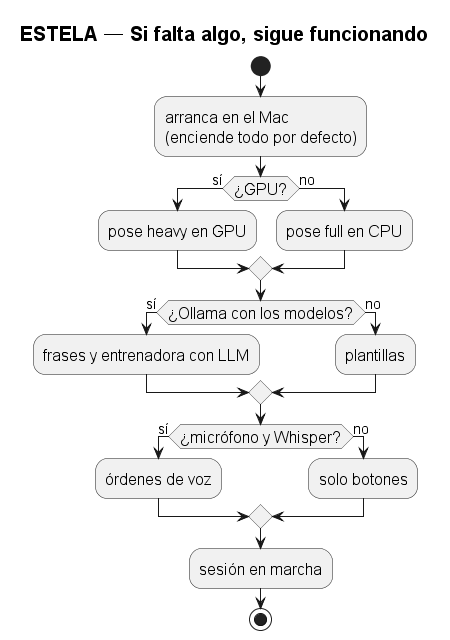 ESTELA — Si falta algo, sigue funcionando
arranca en el Mac
(enciende todo por defecto)
sí
¿GPU?
no
pose heavy en GPU
pose full en CPU
sí
¿Ollama con los modelos?
no
frases y entrenadora con LLM
plantillas
sí
¿micrófono y Whisper?
no
órdenes de voz
solo botones
sesión en marcha